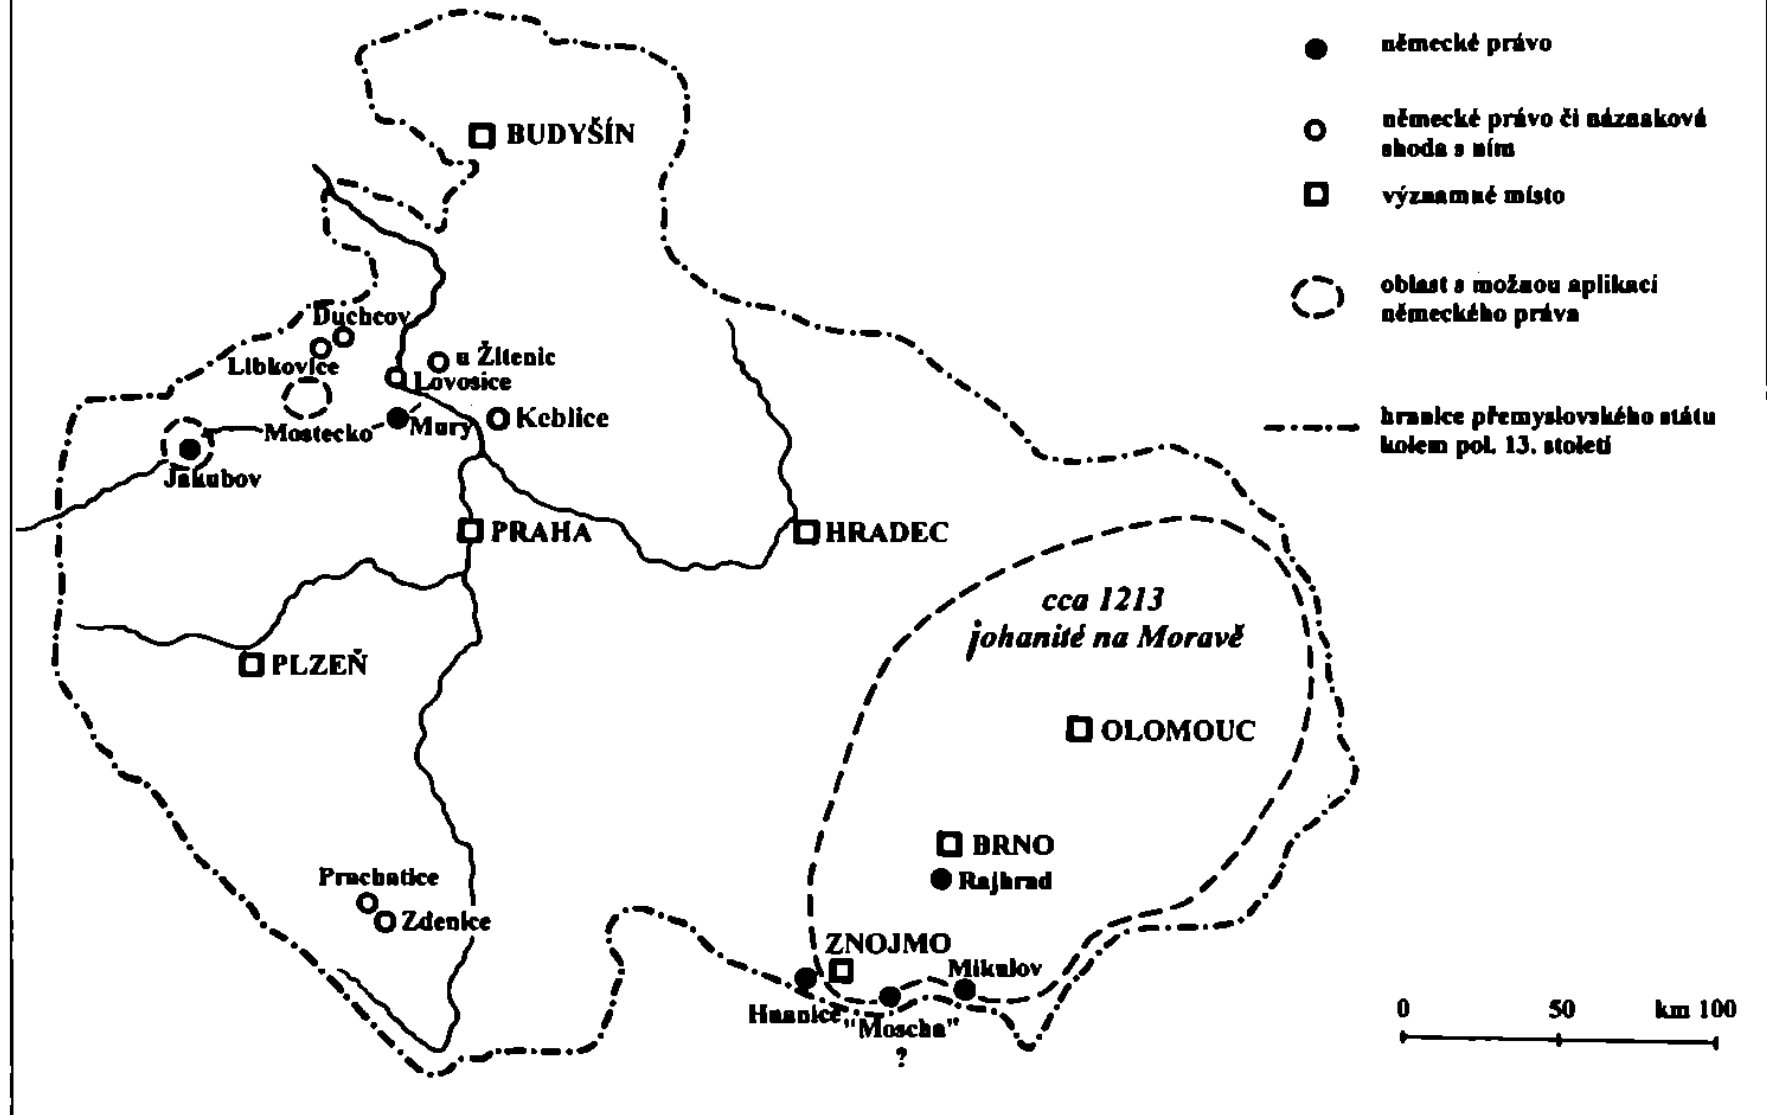 německé právo
německé právo či náznaková
shoda s ním
významné místo
oblast s možnou aplikací
německého práva
hranice přemyslovského státu
kolem pol. 13. století
BUDYŠÍN
Duchcov
Libkovice
u Žitenic
Lovosice
Mury
Keblice
Mostecko
Jakubov
PRAHA
HRADEC
cca 1213
johanité na Moravě
PLZEŇ
OLOMOUC
BRNO
Rajhrad
Prachatice
Zdenice
ZNOJMO
Mikulov
Hnanice
"Moscha"
?
0 50 km 100